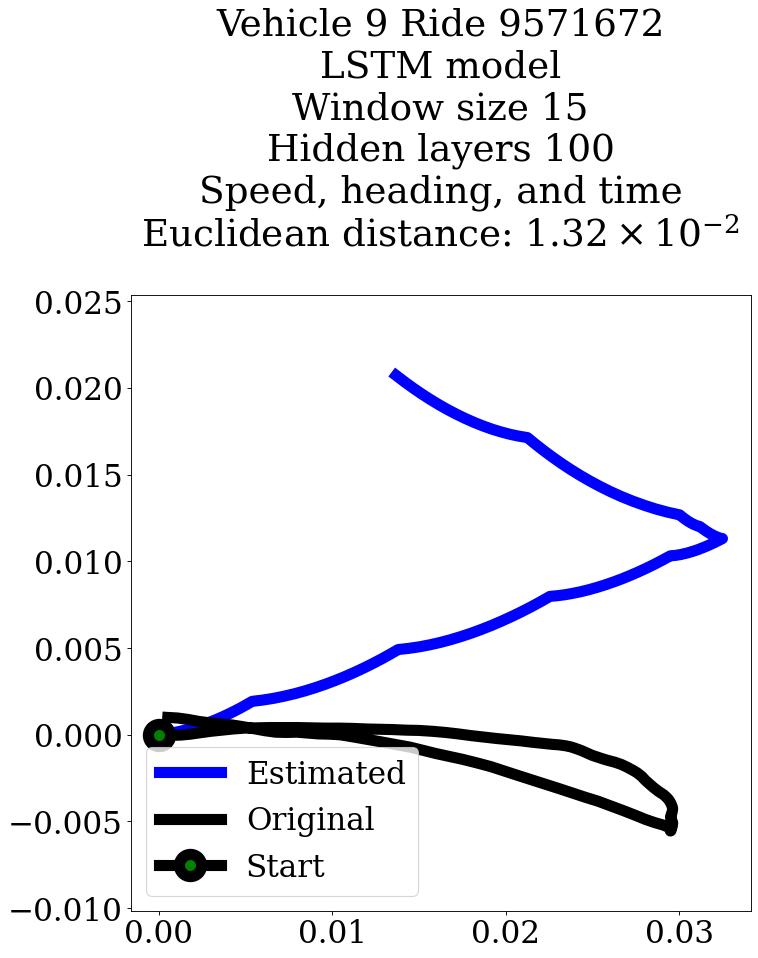 Vehicle 9 Ride 9571672
LSTM model
Window size 15
Hidden layers 100
Speed, heading, and time
Euclidean distance: 1.32 × 10⁻²
0.025
0.020
0.015
0.010
0.005
0.000
−0.005
−0.010
Estimated
Original
Start
0.00 0.01 0.02 0.03